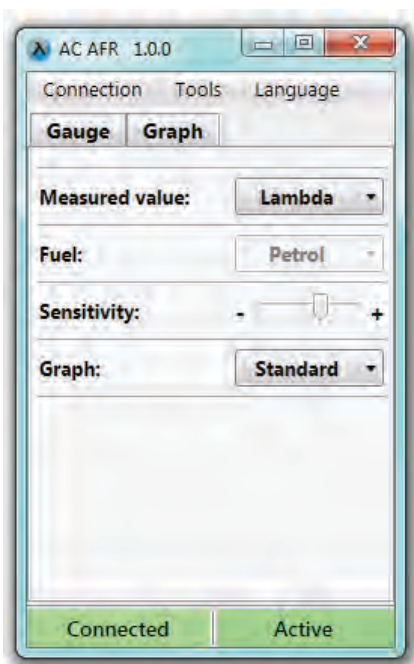 AC AFR 1.0.0
Connection Tools Language
Gauge Graph
Measured value: Lambda
Fuel: Petrol
Sensitivity: - +
Graph: Standard
Connected Active